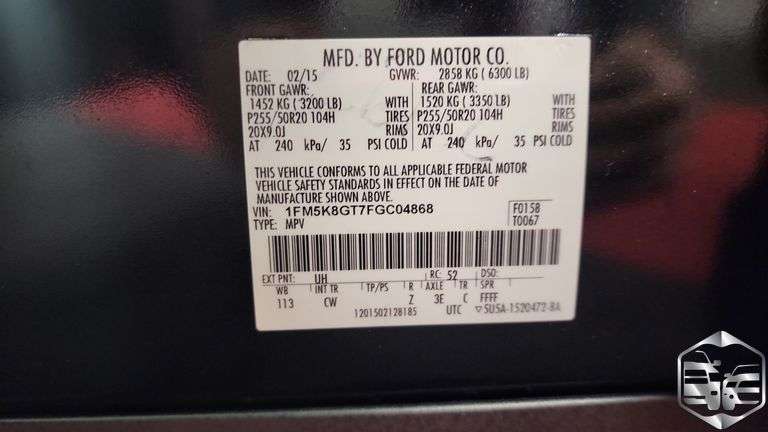 MFD. BY FORD MOTOR CO.
DATE: 02/15 GVWR: 2858 KG ( 6300 LB)
FRONT GAWR: REAR GAWR:
1452 KG ( 3200 LB) WITH 1520 KG ( 3350 LB) WITH
P255/50R20 104H TIRES P255/50R20 104H TIRES
20X9.0J RIMS 20X9.0J RIMS
AT 240 kPa/ 35 PSI COLD AT 240 kPa/ 35 PSI COLD
THIS VEHICLE CONFORMS TO ALL APPLICABLE FEDERAL MOTOR
VEHICLE SAFETY STANDARDS IN EFFECT ON THE DATE OF
MANUFACTURE SHOWN ABOVE.
VIN: 1FM5K8GT7FGC04868 F0158
TYPE: MPV T0067
EXT PNT: UH RC: 52 DSO:
WB INT TR TP/PS R AXLE TR SPR
113 CW Z 3E C FFFF
1201502128185 UTC ▽5U5A-1520472-BA